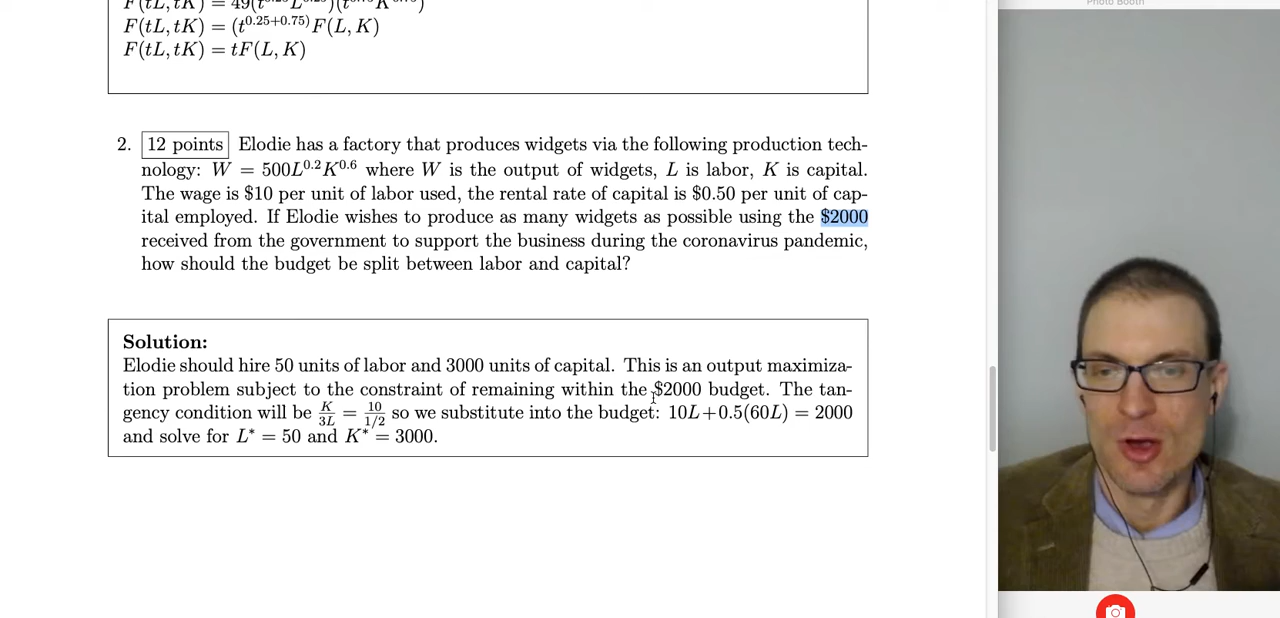 F(tL, tK) = (t^{0.25+0.75})F(L, K)
F(tL, tK) = tF(L, K)
2. 12 points Elodie has a factory that produces widgets via the following production tech-
nology: W = 500L^{0.2}K^{0.6} where W is the output of widgets, L is labor, K is capital.
The wage is $10 per unit of labor used, the rental rate of capital is $0.50 per unit of cap-
ital employed. If Elodie wishes to produce as many widgets as possible using the $2000
received from the government to support the business during the coronavirus pandemic,
how should the budget be split between labor and capital?
Solution:
Elodie should hire 50 units of labor and 3000 units of capital. This is an output maximiza-
tion problem subject to the constraint of remaining within the $2000 budget. The tan-
gency condition will be K/3L = 10/1/2 so we substitute into the budget: 10L+0.5(60L) = 2000
and solve for L* = 50 and K* = 3000.
Photo Booth